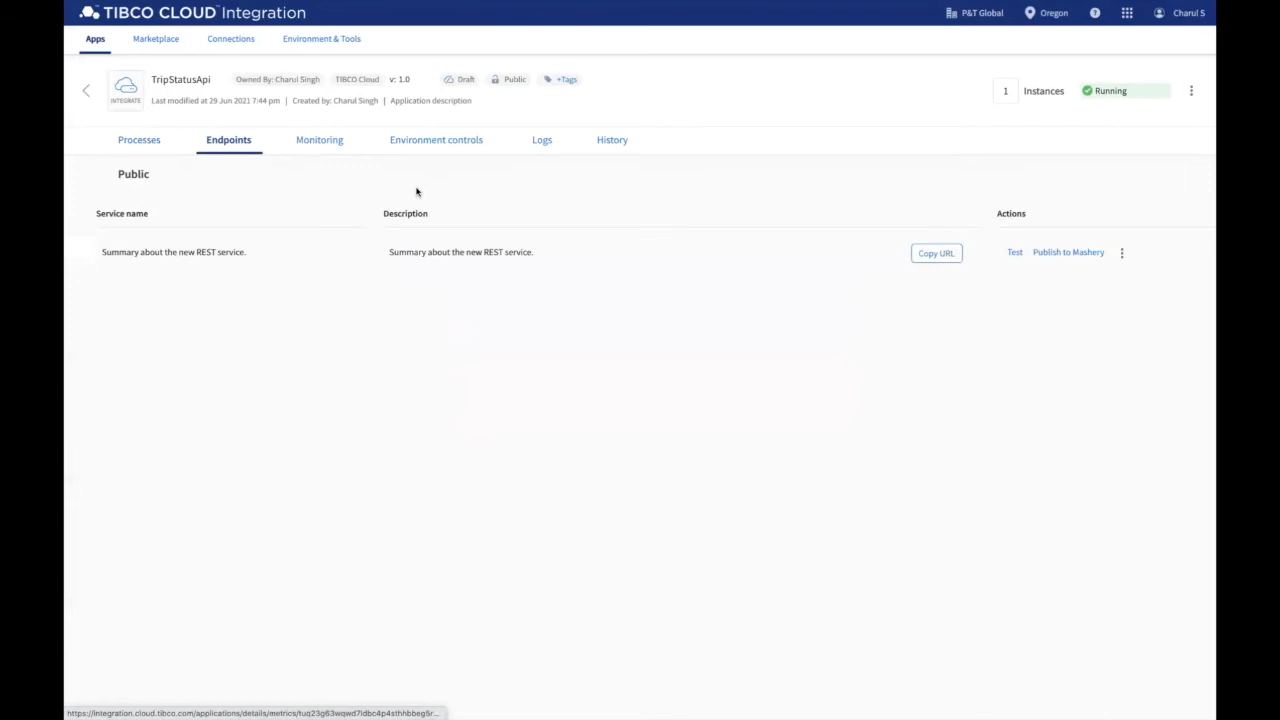 TIBCO CLOUD™ Integration
P&T Global
Oregon
?
Charul S
Apps
Marketplace
Connections
Environment & Tools
INTEGRATE
TripStatusApi
Owned By: Charul Singh
TIBCO Cloud
v: 1.0
Draft
Public
+Tags
Last modified at 29 Jun 2021 7:44 pm | Created by: Charul Singh | Application description
1
Instances
Running
Processes
Endpoints
Monitoring
Environment controls
Logs
History
Public
Service name
Description
Actions
Summary about the new REST service.
Summary about the new REST service.
Copy URL
Test
Publish to Mashery
https://integration.cloud.tibco.com/applications/details/metrics/tuq23g63wqwd7ldbc4p4sthhbbeg5r...